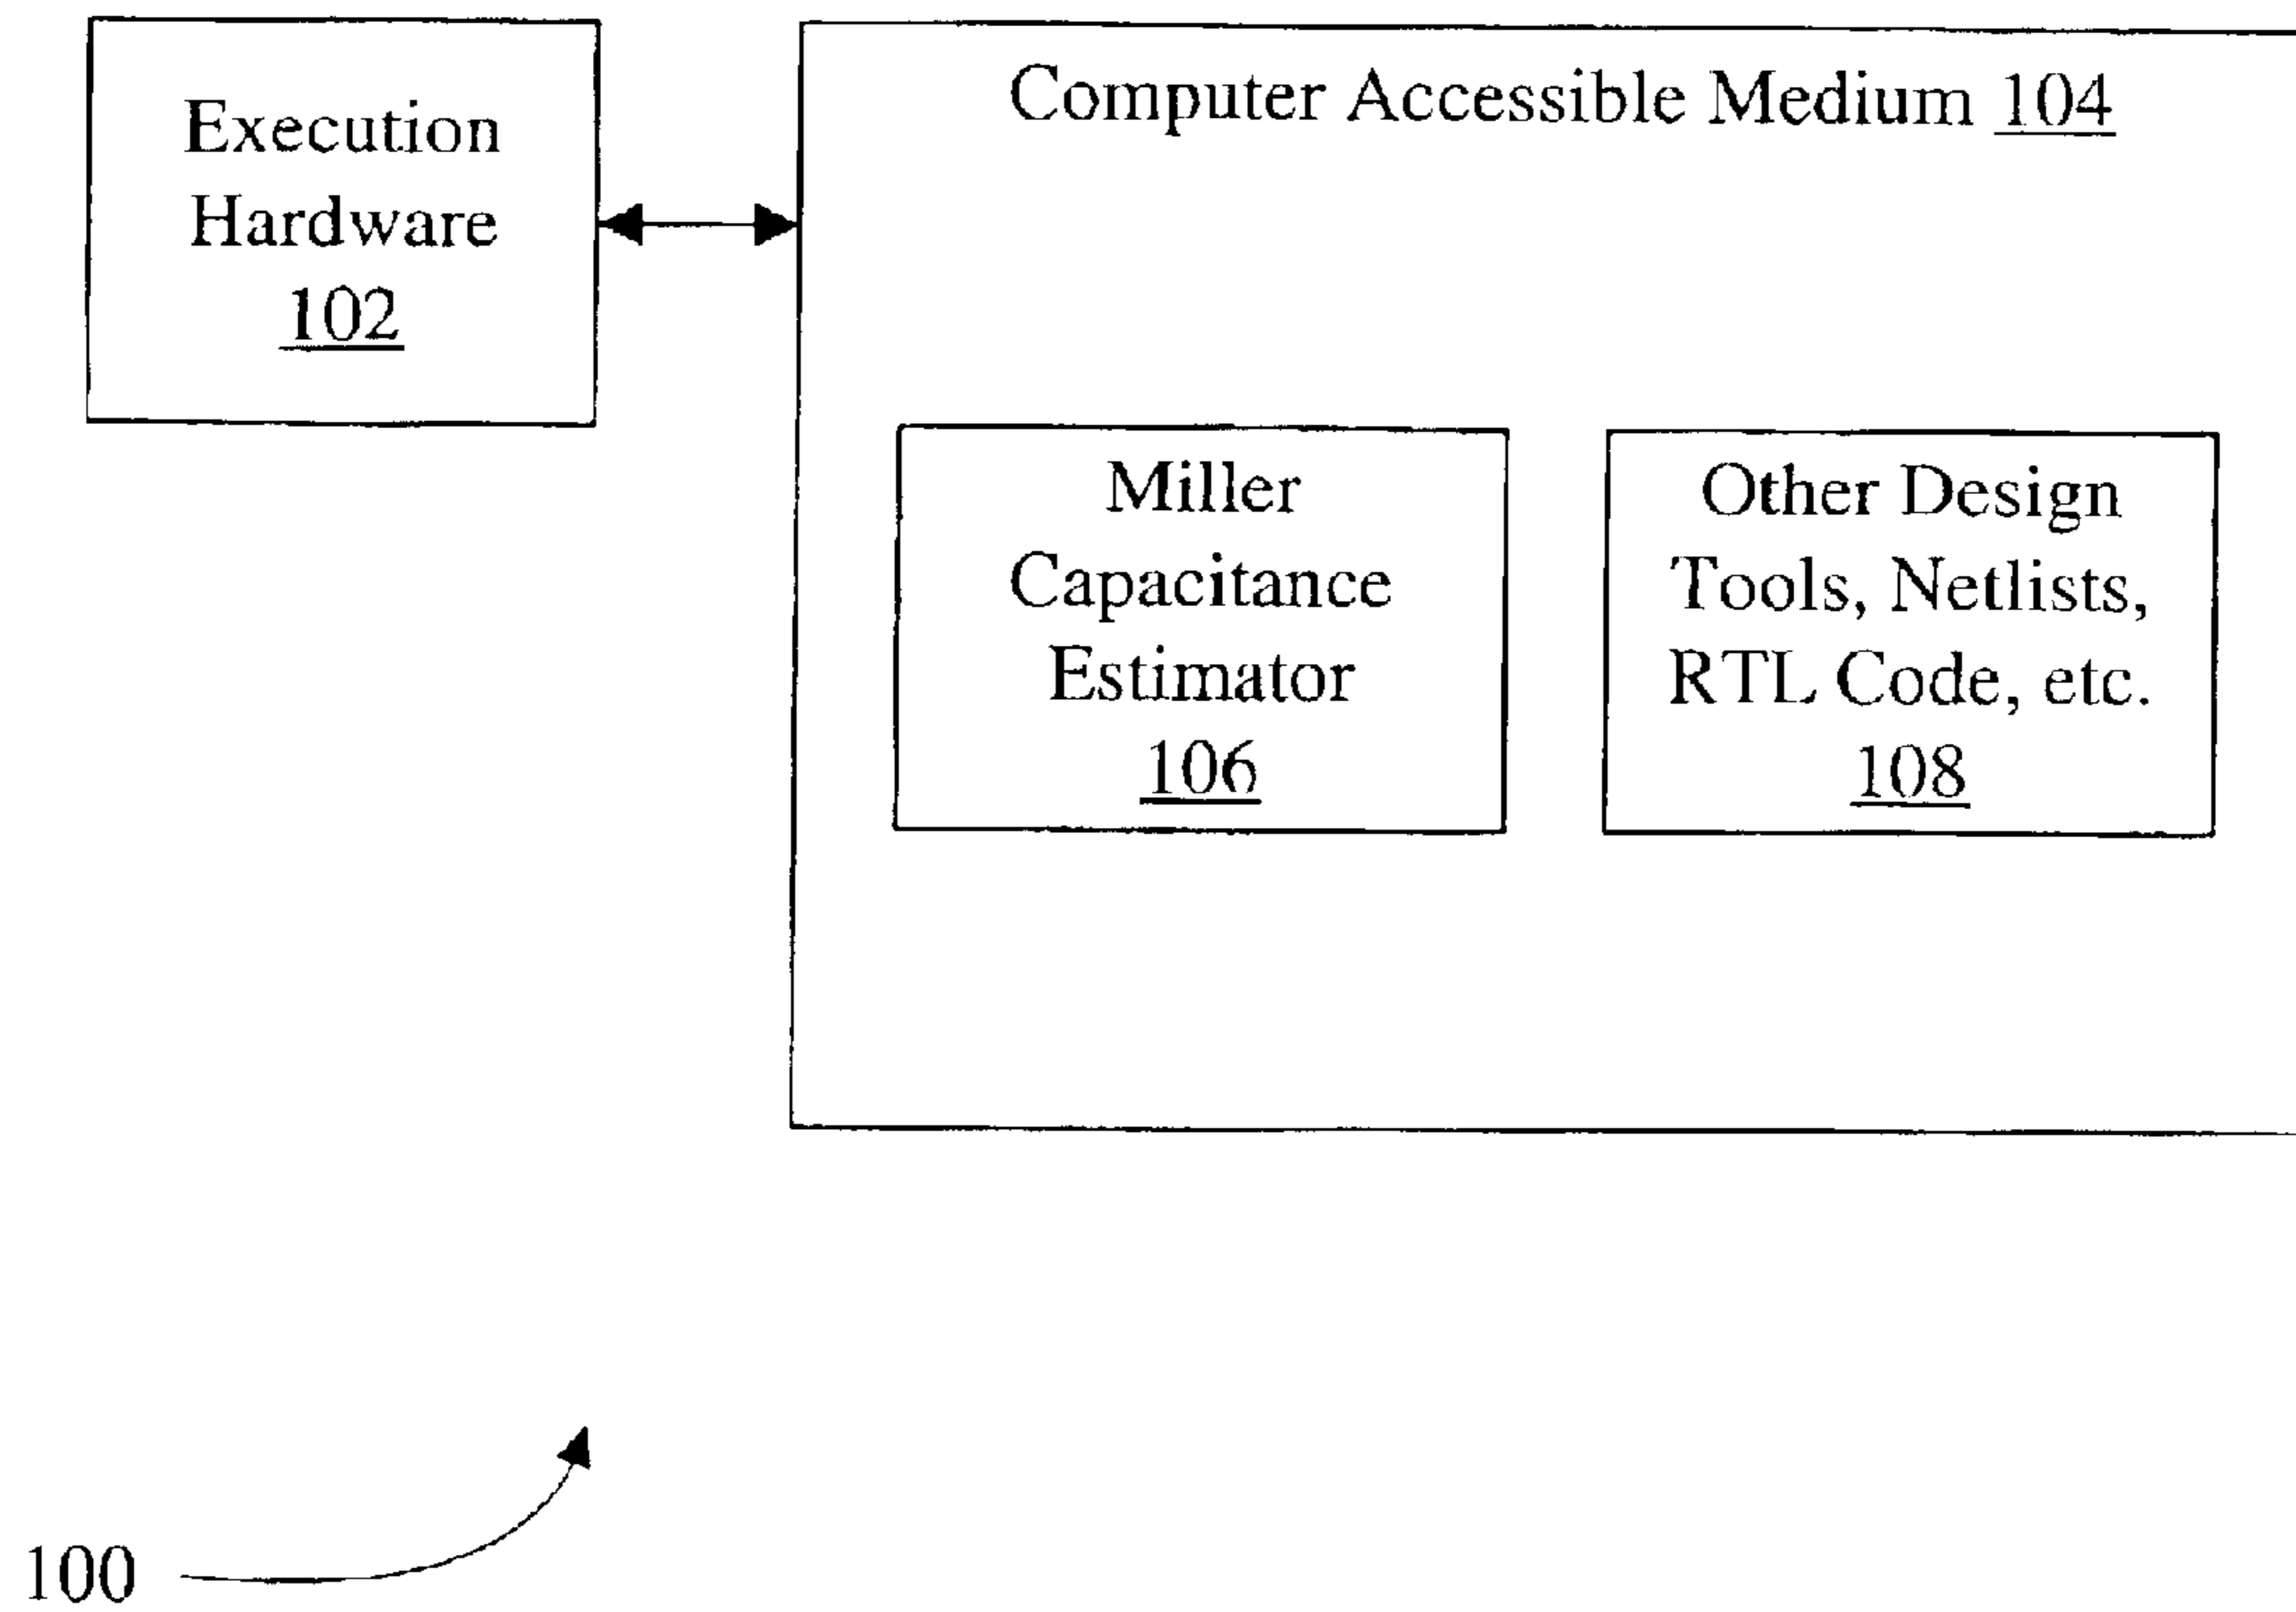 Execution
Hardware
102
Computer Accessible Medium 104
Miller
Capacitance
Estimator
106
Other Design
Tools, Netlists,
RTL Code, etc.
108
100